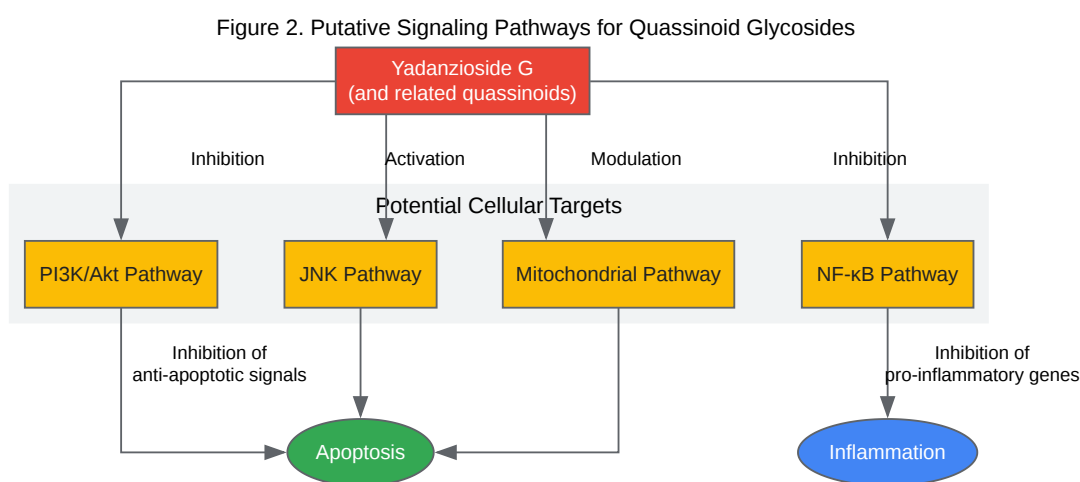 Figure 2. Putative Signaling Pathways for Quassinoid Glycosides
Yadanzioside G
(and related quassinoids)
Inhibition
Activation
Modulation
Inhibition
Potential Cellular Targets
PI3K/Akt Pathway
JNK Pathway
Mitochondrial Pathway
NF-κB Pathway
Inhibition of
anti-apoptotic signals
Inhibition of
pro-inflammatory genes
Apoptosis
Inflammation